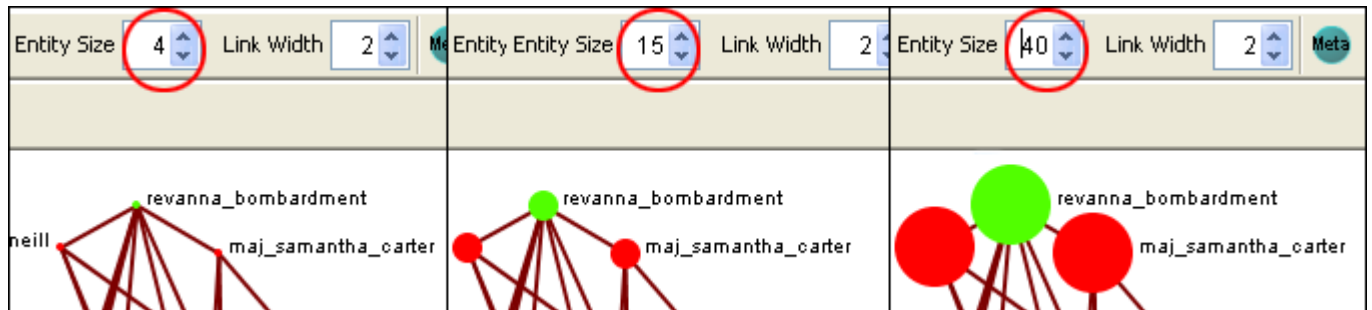 Entity Size 4 Link Width 2 Me
Entity Entity Size 15 Link Width 2
Entity Size 40 Link Width 2 Meta
revanna_bombardment
neill
maj_samantha_carter
revanna_bombardment
maj_samantha_carter
revanna_bombardment
maj_samantha_carter